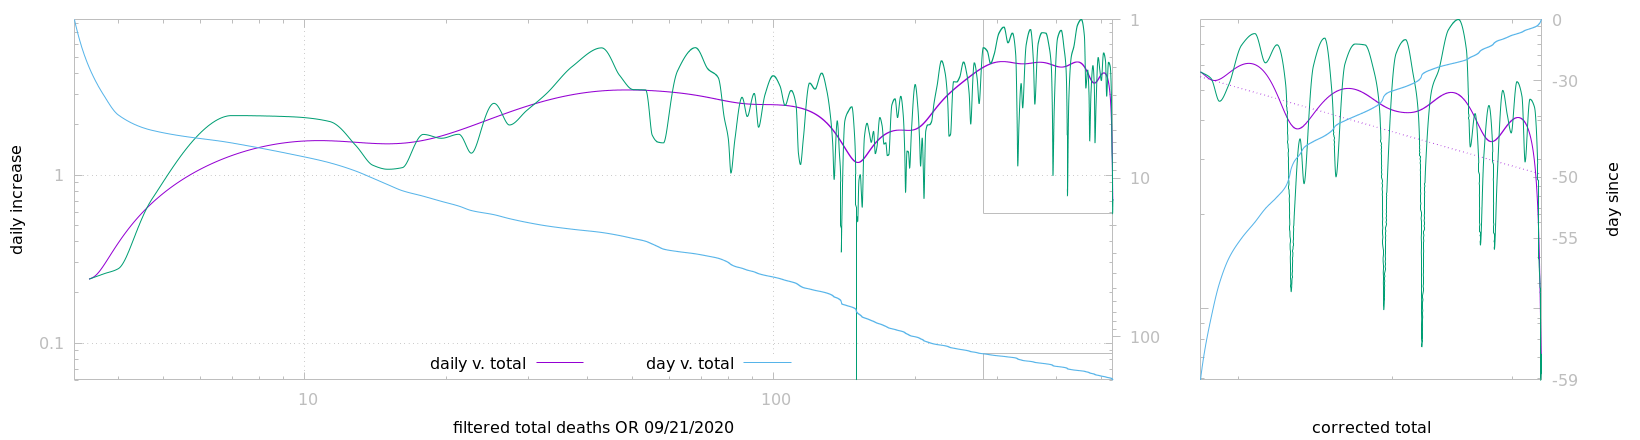 1
0
-30
10
-50
-55
100
-59
1
0.1
daily increase
day since
daily v. total
day v. total
10
100
filtered total deaths OR 09/21/2020
corrected total